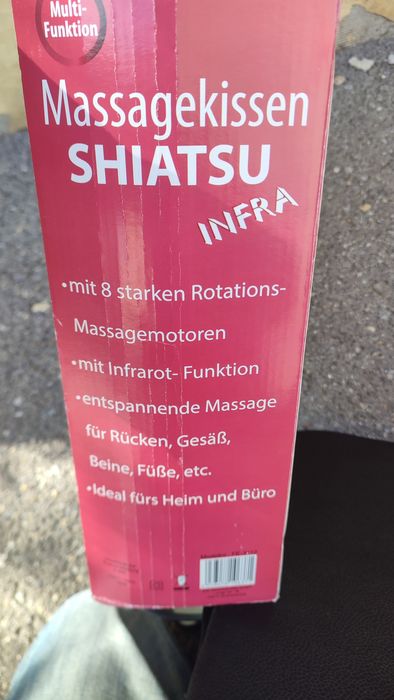 Multi-
Funktion
Massagekissen
SHIATSU
INFRA
•mit 8 starken Rotations-
Massagemotoren
•mit Infrarot- Funktion
•entspannende Massage
für Rücken, Gesäß,
Beine, Füße, etc.
•Ideal fürs Heim und Büro